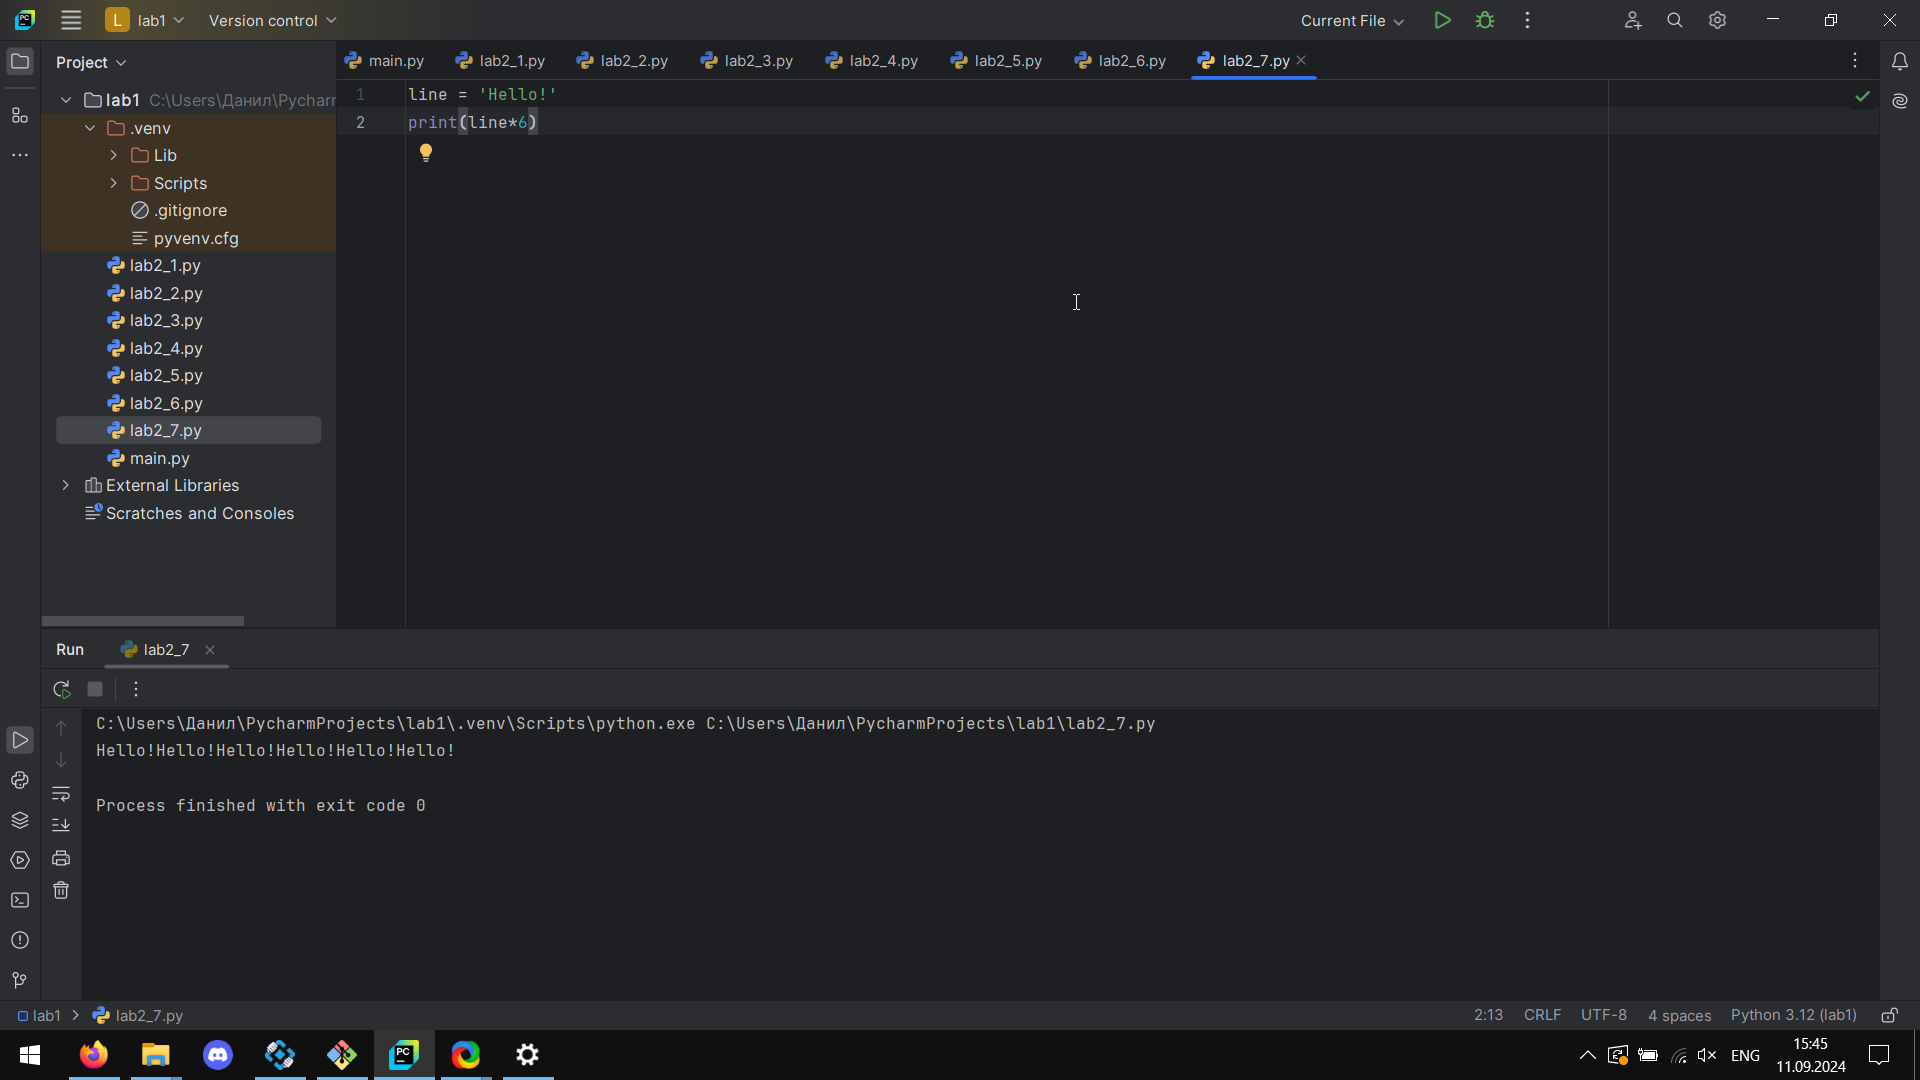 L lab1 Version control Current File
Project
main.py lab2_1.py lab2_2.py lab2_3.py lab2_4.py lab2_5.py lab2_6.py lab2_7.py
lab1 C:\Users\Данил\Pycharm
.venv
Lib
Scripts
.gitignore
pyvenv.cfg
lab2_1.py
lab2_2.py
lab2_3.py
lab2_4.py
lab2_5.py
lab2_6.py
lab2_7.py
main.py
External Libraries
Scratches and Consoles
1 line = 'Hello!'
2 print(line*6)
Run lab2_7
C:\Users\Данил\PycharmProjects\lab1\.venv\Scripts\python.exe C:\Users\Данил\PycharmProjects\lab1\lab2_7.py
Hello!Hello!Hello!Hello!Hello!Hello!
Process finished with exit code 0
lab1 lab2_7.py 2:13 CRLF UTF-8 4 spaces Python 3.12 (lab1)
PC ENG 15:45
11.09.2024